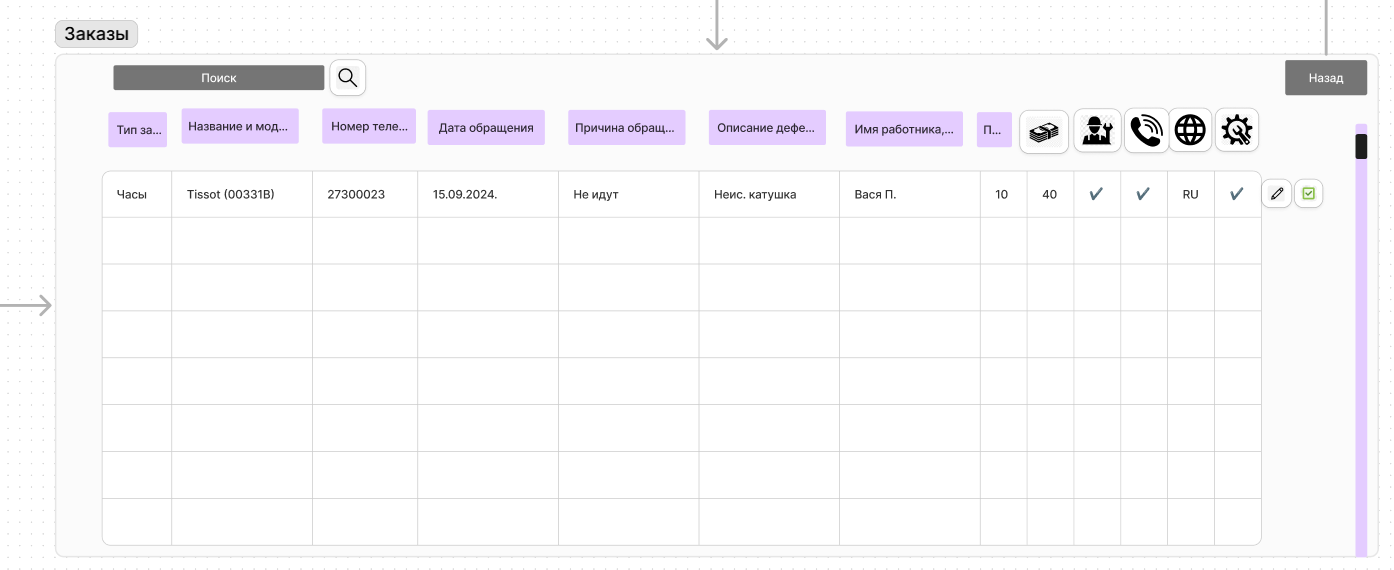 Заказы
Поиск
Назад
Тип за...
Название и мод...
Номер теле...
Дата обращения
Причина обращ...
Описание дефе...
Имя работника,...
П...
Часы
Tissot (00331B)
27300023
15.09.2024.
Не идут
Неис. катушка
Вася П.
10
40
RU